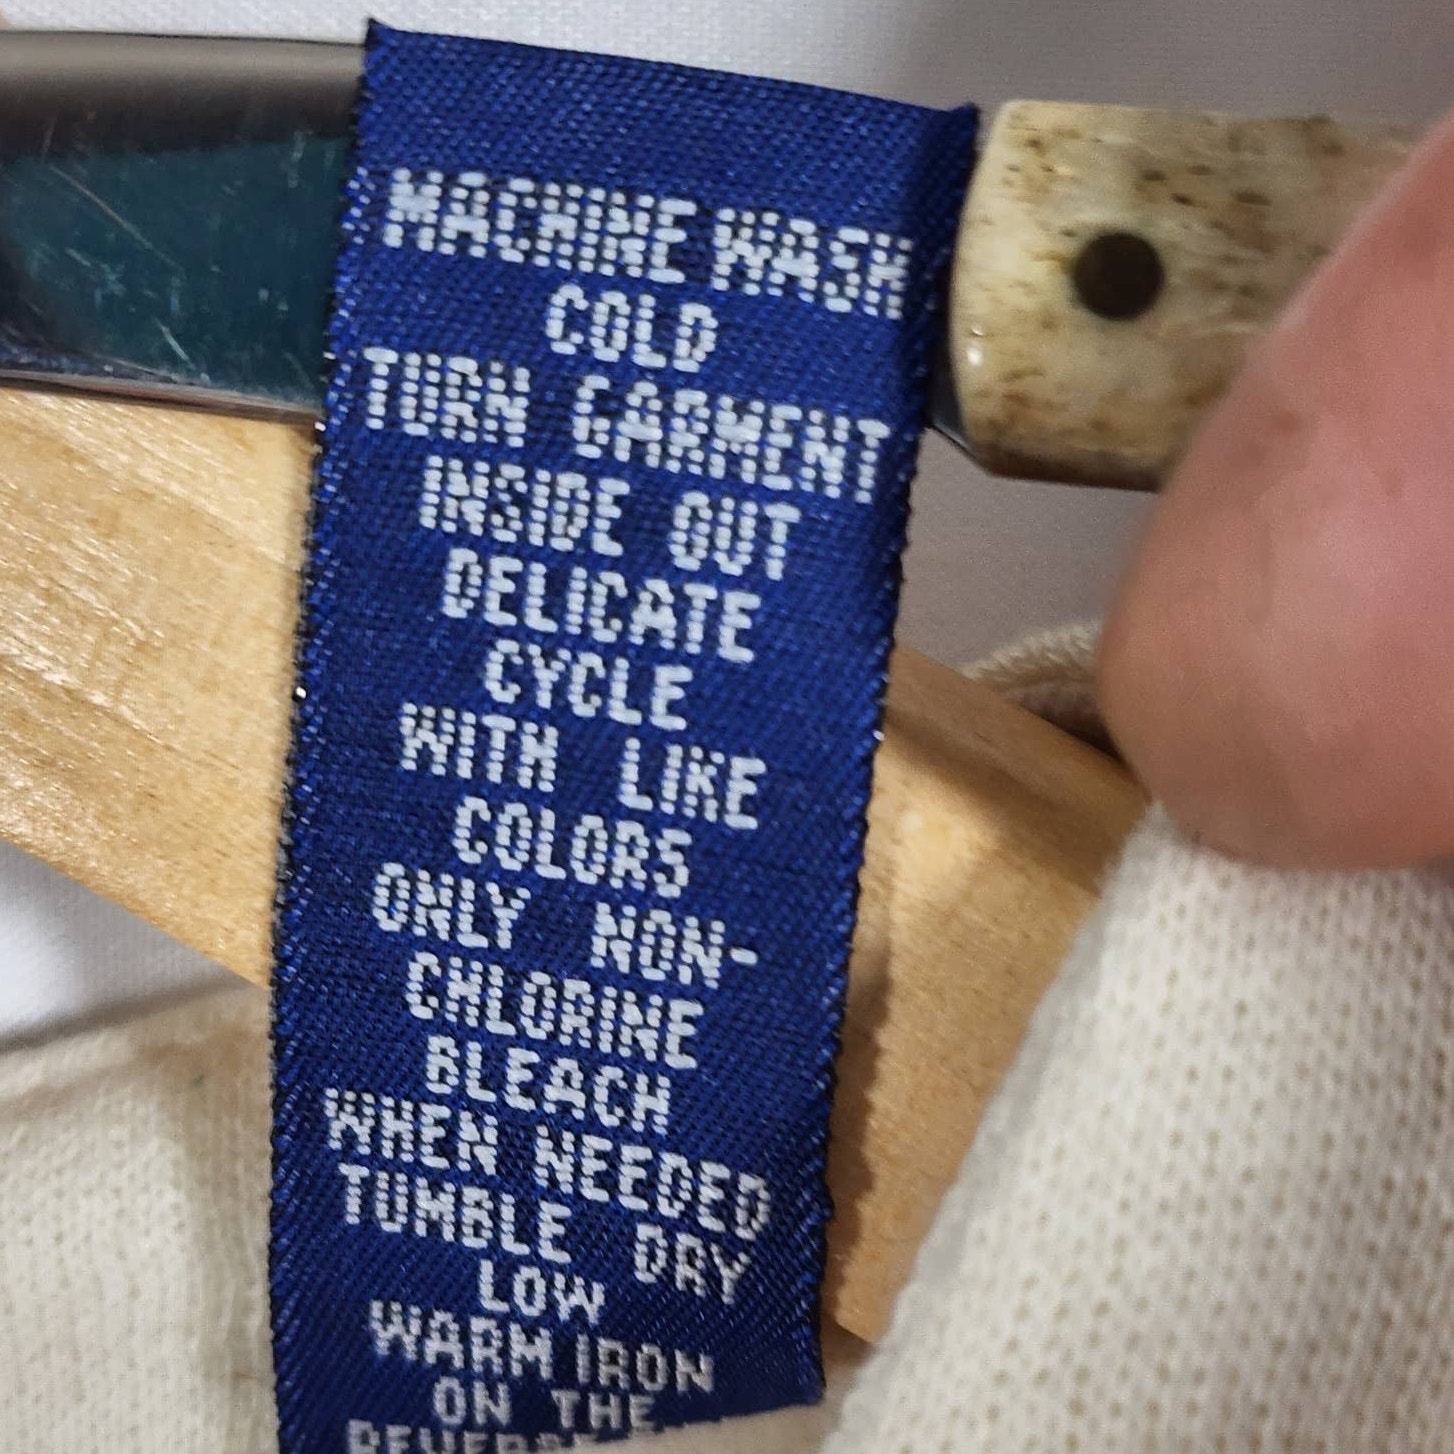 MACHINE WASH
COLD
TURN GARMENT
INSIDE OUT
DELICATE
CYCLE
WITH LIKE
COLORS
ONLY NON-
CHLORINE
BLEACH
WHEN NEEDED
TUMBLE DRY
LOW
WARM IRON
ON THE